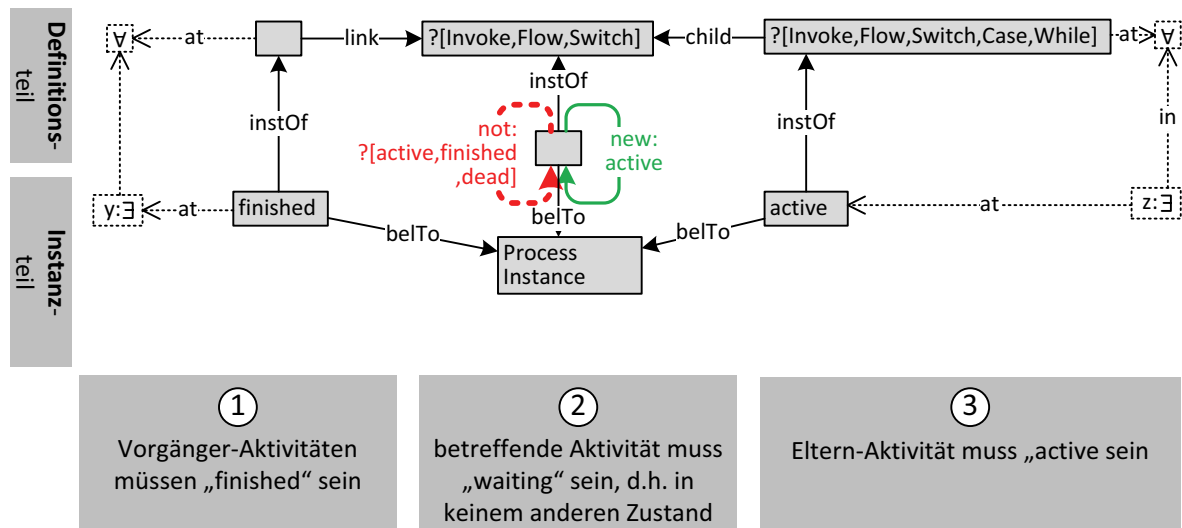 Definitions-
teil
∀
at
link
?[Invoke,Flow,Switch]
child
?[Invoke,Flow,Switch,Case,While]
at
∀
instOf
instOf
instOf
in
not:
?[active,finished
,dead]
new:
active
Instanz-
teil
y:∃
at
finished
belTo
belTo
belTo
active
at
z:∃
Process
Instance
1
Vorgänger-Aktivitäten
müssen „finished“ sein
2
betreffende Aktivität muss
„waiting“ sein, d.h. in
keinem anderen Zustand
3
Eltern-Aktivität muss „active sein